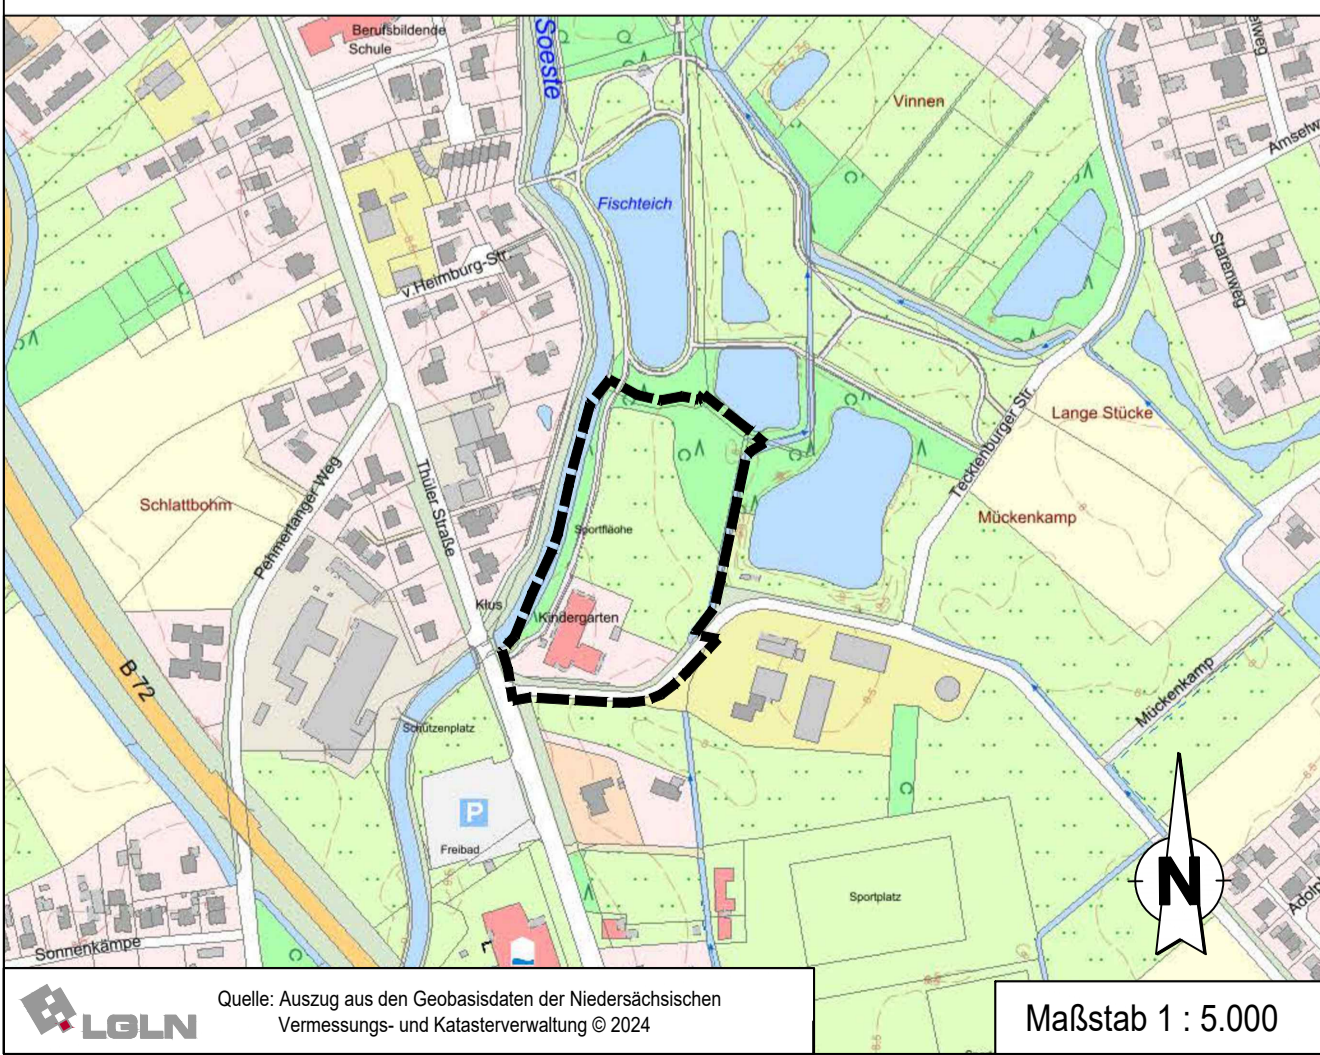 Berufsbildende
Schule
Soeste
Vinnen
Amselw
Fischteich
Starenweg
v.Heimburg-Str.
Lange Stücke
Tecklenburger Str.
Schlattbohm
Pehmertanger Weg
Thüler Straße
Mückenkamp
Sportfläche
Klus
Kindergarten
B 72
Mückenkamp
Schützenplatz
P
Freibad
N
Sportplatz
Adolp
Sonnenkämpe
LGLN
Quelle: Auszug aus den Geobasisdaten der Niedersächsischen
Vermessungs- und Katasterverwaltung © 2024
Maßstab 1 : 5.000